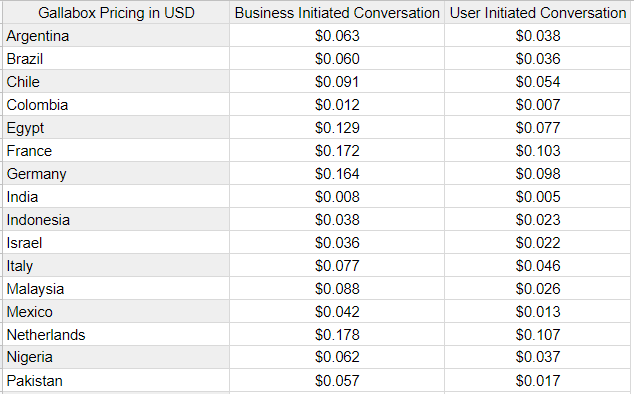 Gallabox Pricing in USD Business Initiated Conversation User Initiated Conversation
Argentina $0.063 $0.038
Brazil $0.060 $0.036
Chile $0.091 $0.054
Colombia $0.012 $0.007
Egypt $0.129 $0.077
France $0.172 $0.103
Germany $0.164 $0.098
India $0.008 $0.005
Indonesia $0.038 $0.023
Israel $0.036 $0.022
Italy $0.077 $0.046
Malaysia $0.088 $0.026
Mexico $0.042 $0.013
Netherlands $0.178 $0.107
Nigeria $0.062 $0.037
Pakistan $0.057 $0.017